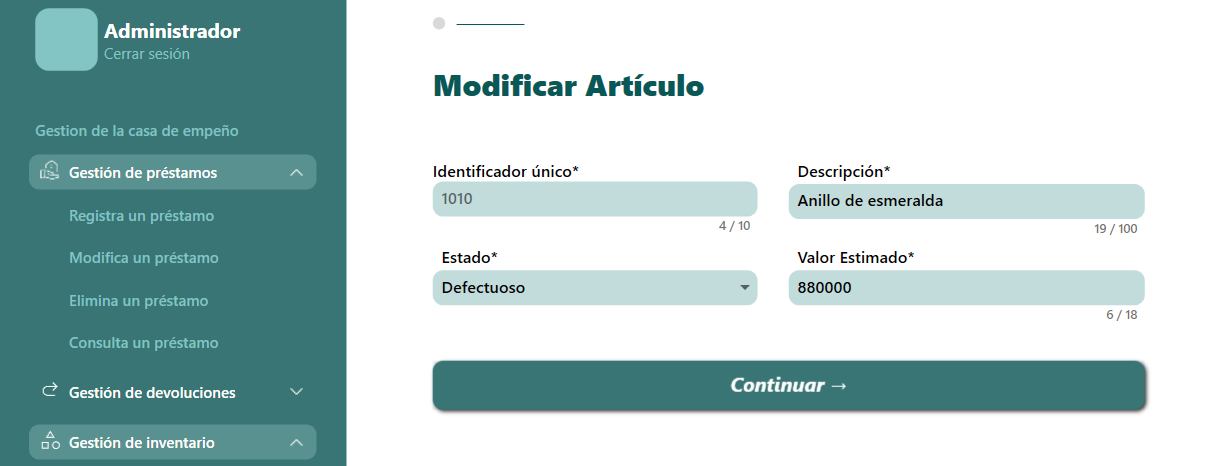 Administrador
Cerrar sesión
Gestion de la casa de empeño
Gestión de préstamos
Registra un préstamo
Modifica un préstamo
Elimina un préstamo
Consulta un préstamo
Gestión de devoluciones
Gestión de inventario
Modificar Artículo
Identificador único*
1010
4 / 10
Descripción*
Anillo de esmeralda
19 / 100
Estado*
Defectuoso
Valor Estimado*
880000
6 / 18
Continuar →